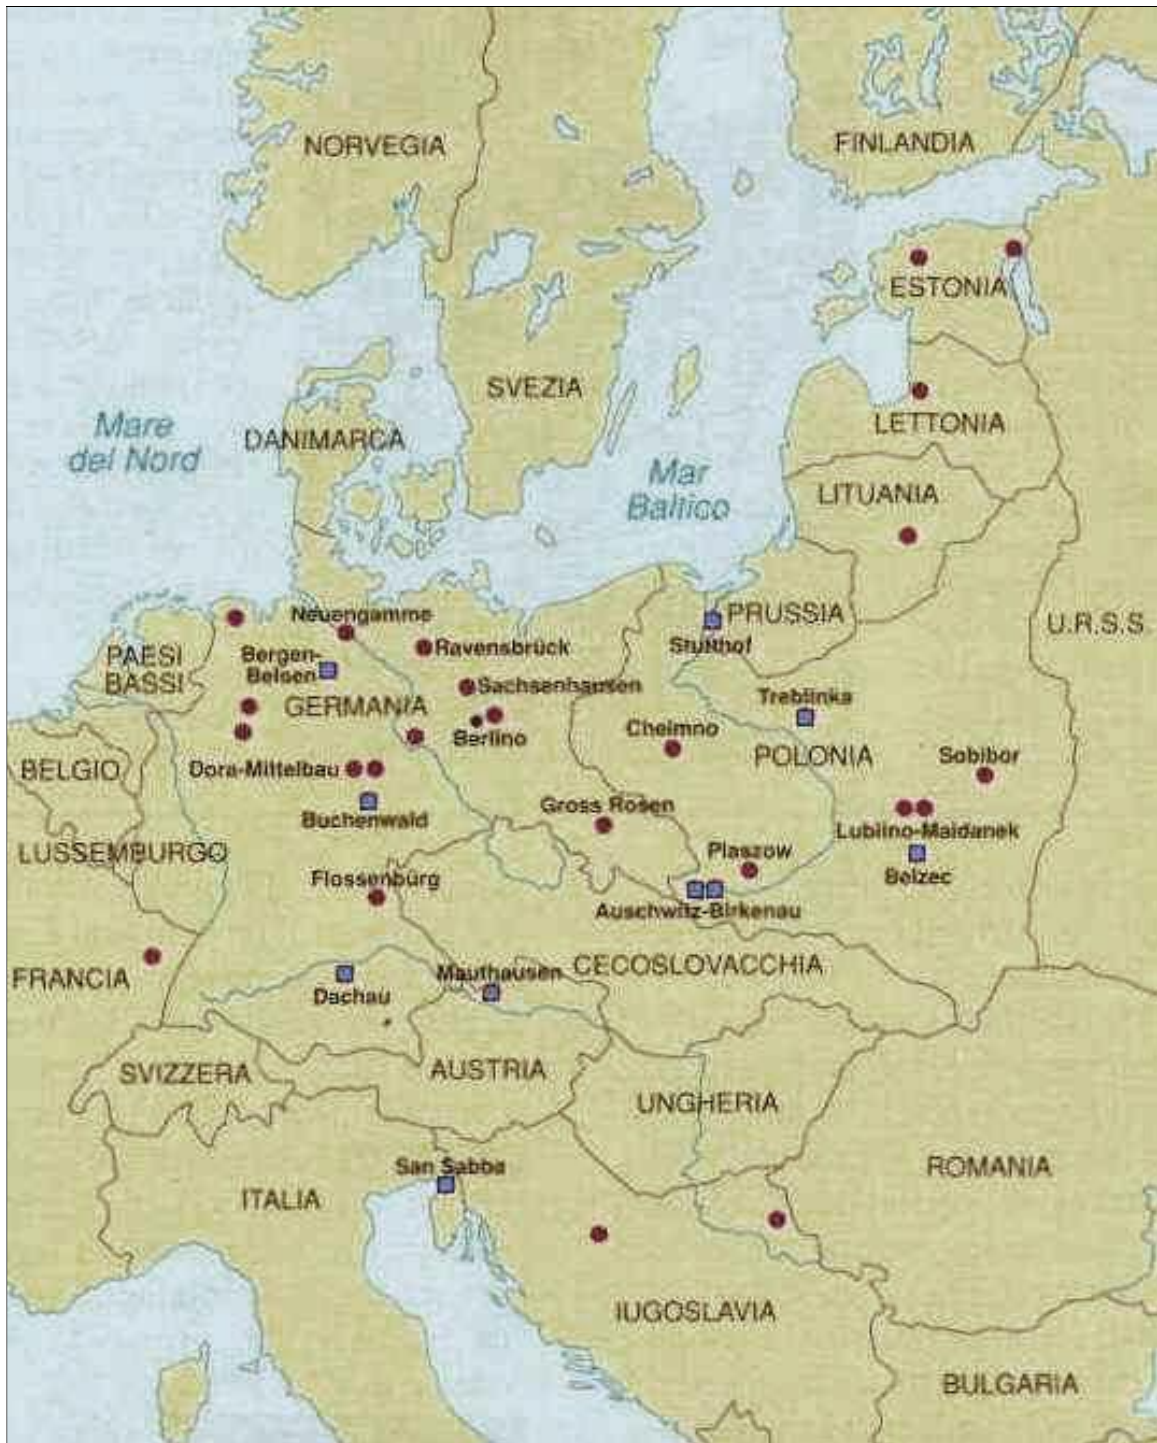 NORVEGIA
FINLANDIA
ESTONIA
SVEZIA
Mare
del Nord
DANIMARCA
LETTONIA
Mar
Baltico
LITUANIA
Neuengamme
PRUSSIA
U.R.S.S.
Stutthof
Ravensbrück
PAESI
BASSI
Bergen-
Belsen
Sachsenhausen
Treblinka
GERMANIA
Berlino
Chelmno
POLONIA
Sobibor
BELGIO
Dora-Mittelbau
Gross Rosen
Buchenwald
Lublino-Maidanek
LUSSEMBURGO
Plaszow
Belzec
Flossenbürg
Auschwitz-Birkenau
FRANCIA
Mauthausen
CECOSLOVACCHIA
Dachau
SVIZZERA
AUSTRIA
UNGHERIA
San Sabba
ROMANIA
ITALIA
IUGOSLAVIA
BULGARIA